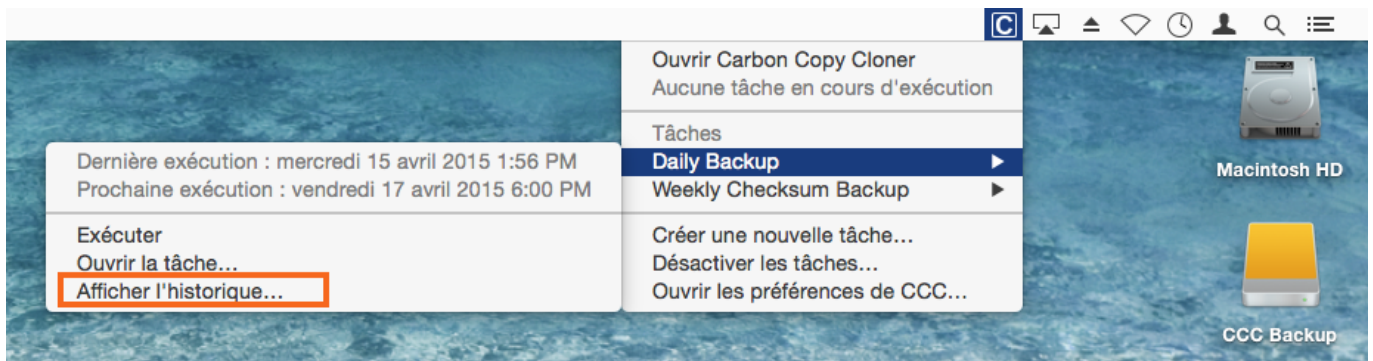 C
Ouvrir Carbon Copy Cloner
Aucune tâche en cours d'exécution
Tâches
Daily Backup
Weekly Checksum Backup
Créer une nouvelle tâche...
Désactiver les tâches...
Ouvrir les préférences de CCC...
Dernière exécution : mercredi 15 avril 2015 1:56 PM
Prochaine exécution : vendredi 17 avril 2015 6:00 PM
Exécuter
Ouvrir la tâche...
Afficher l'historique...
Macintosh HD
CCC Backup